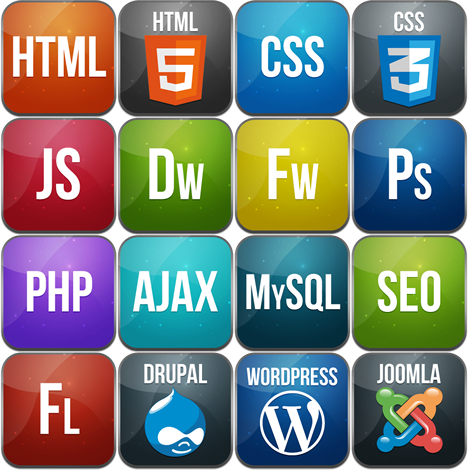 HTML
HTML
5
CSS
CSS
3
JS
DW
FW
PS
PHP
AJAX
MYSQL
SEO
FL
DRUPAL
WORDPRESS
W
JOOMLA